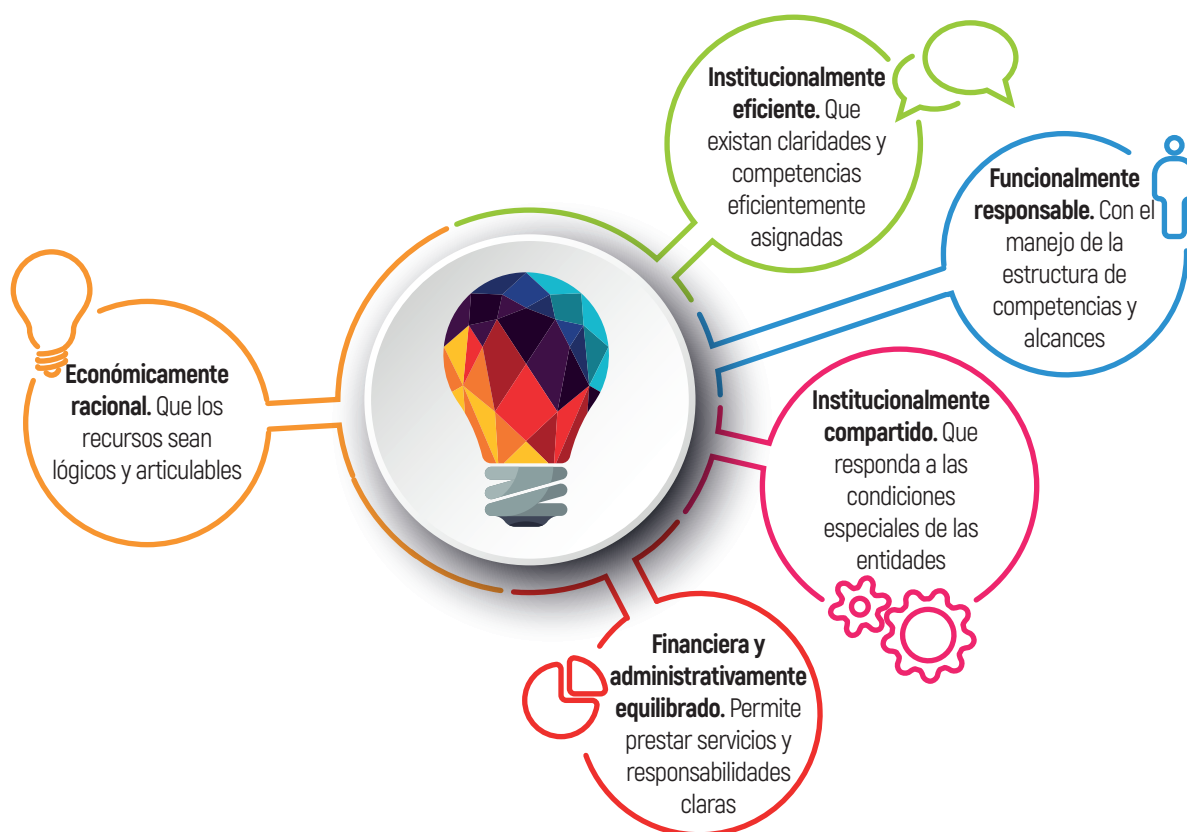 Institucionalmente
eficiente. Que
existan claridades y
competencias
eficientemente
asignadas
Funcionalmente
responsable. Con el
manejo de la
estructura de
competencias y
alcances
Institucionalmente
compartido. Que
responda a las
condiciones
especiales de las
entidades
Financiera y
administrativamente
equilibrado. Permite
prestar servicios y
responsabilidades
claras
Económicamente
racional. Que los
recursos sean
lógicos y articulables